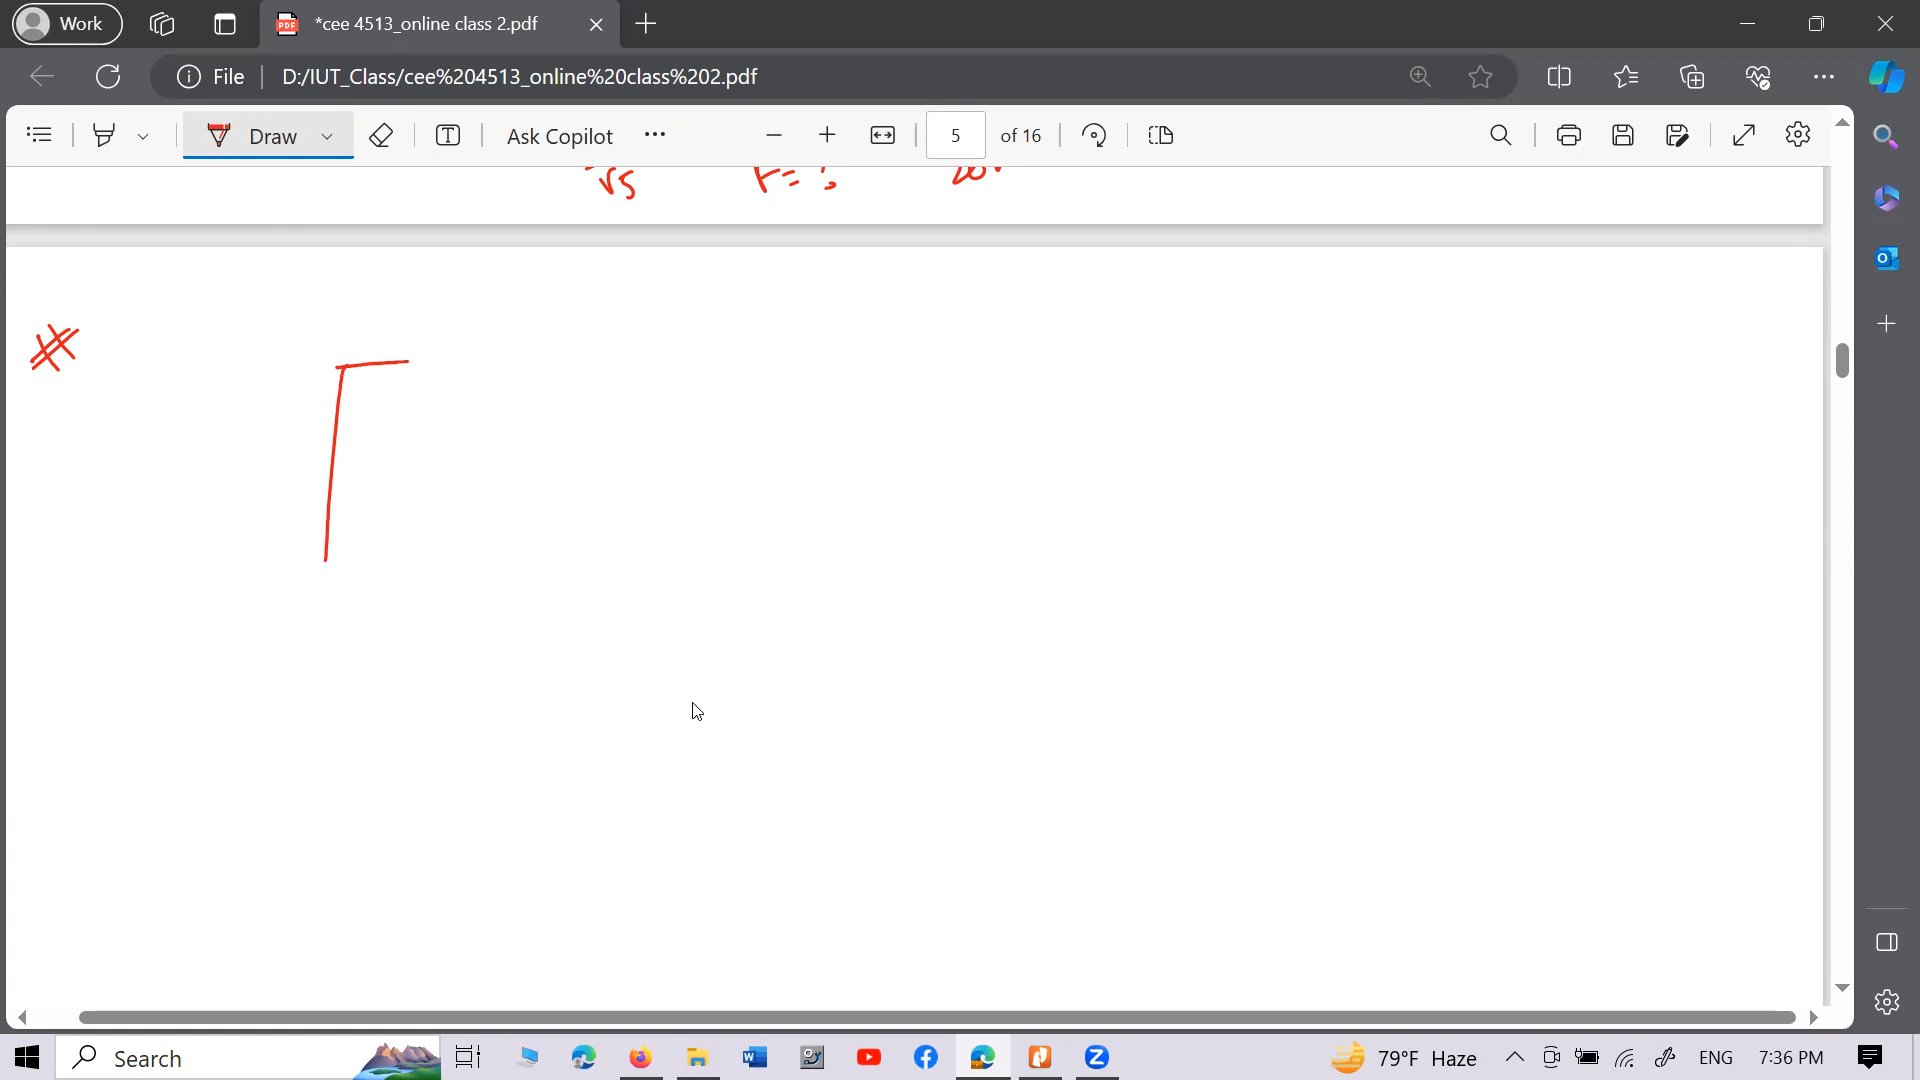 Work
*cee 4513_online class 2.pdf
File
D:/IUT_Class/cee%204513_online%20class%202.pdf
Draw
Ask Copilot
5 of 16
#
Search
79°F Haze
ENG
7:36 PM